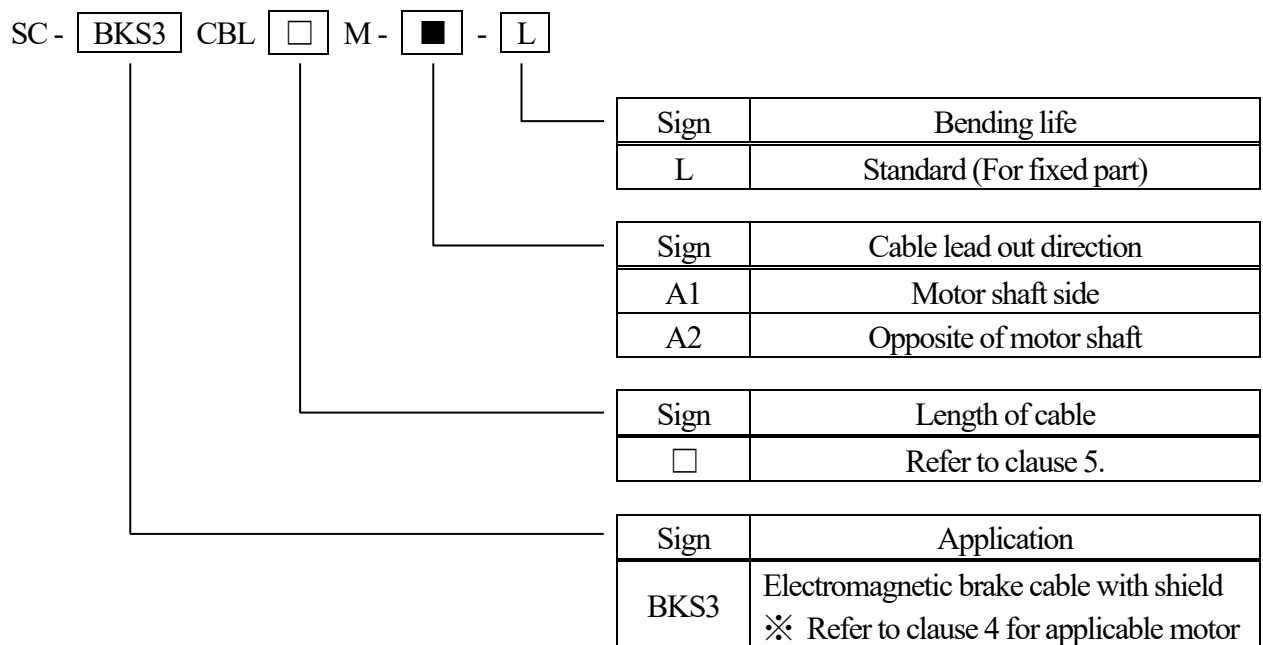 SC - BKS3 CBL □ M - ■ - L
Sign Bending life
L Standard (For fixed part)
Sign Cable lead out direction
A1 Motor shaft side
A2 Opposite of motor shaft
Sign Length of cable
□ Refer to clause 5.
Sign Application
BKS3 Electromagnetic brake cable with shield
※ Refer to clause 4 for applicable motor